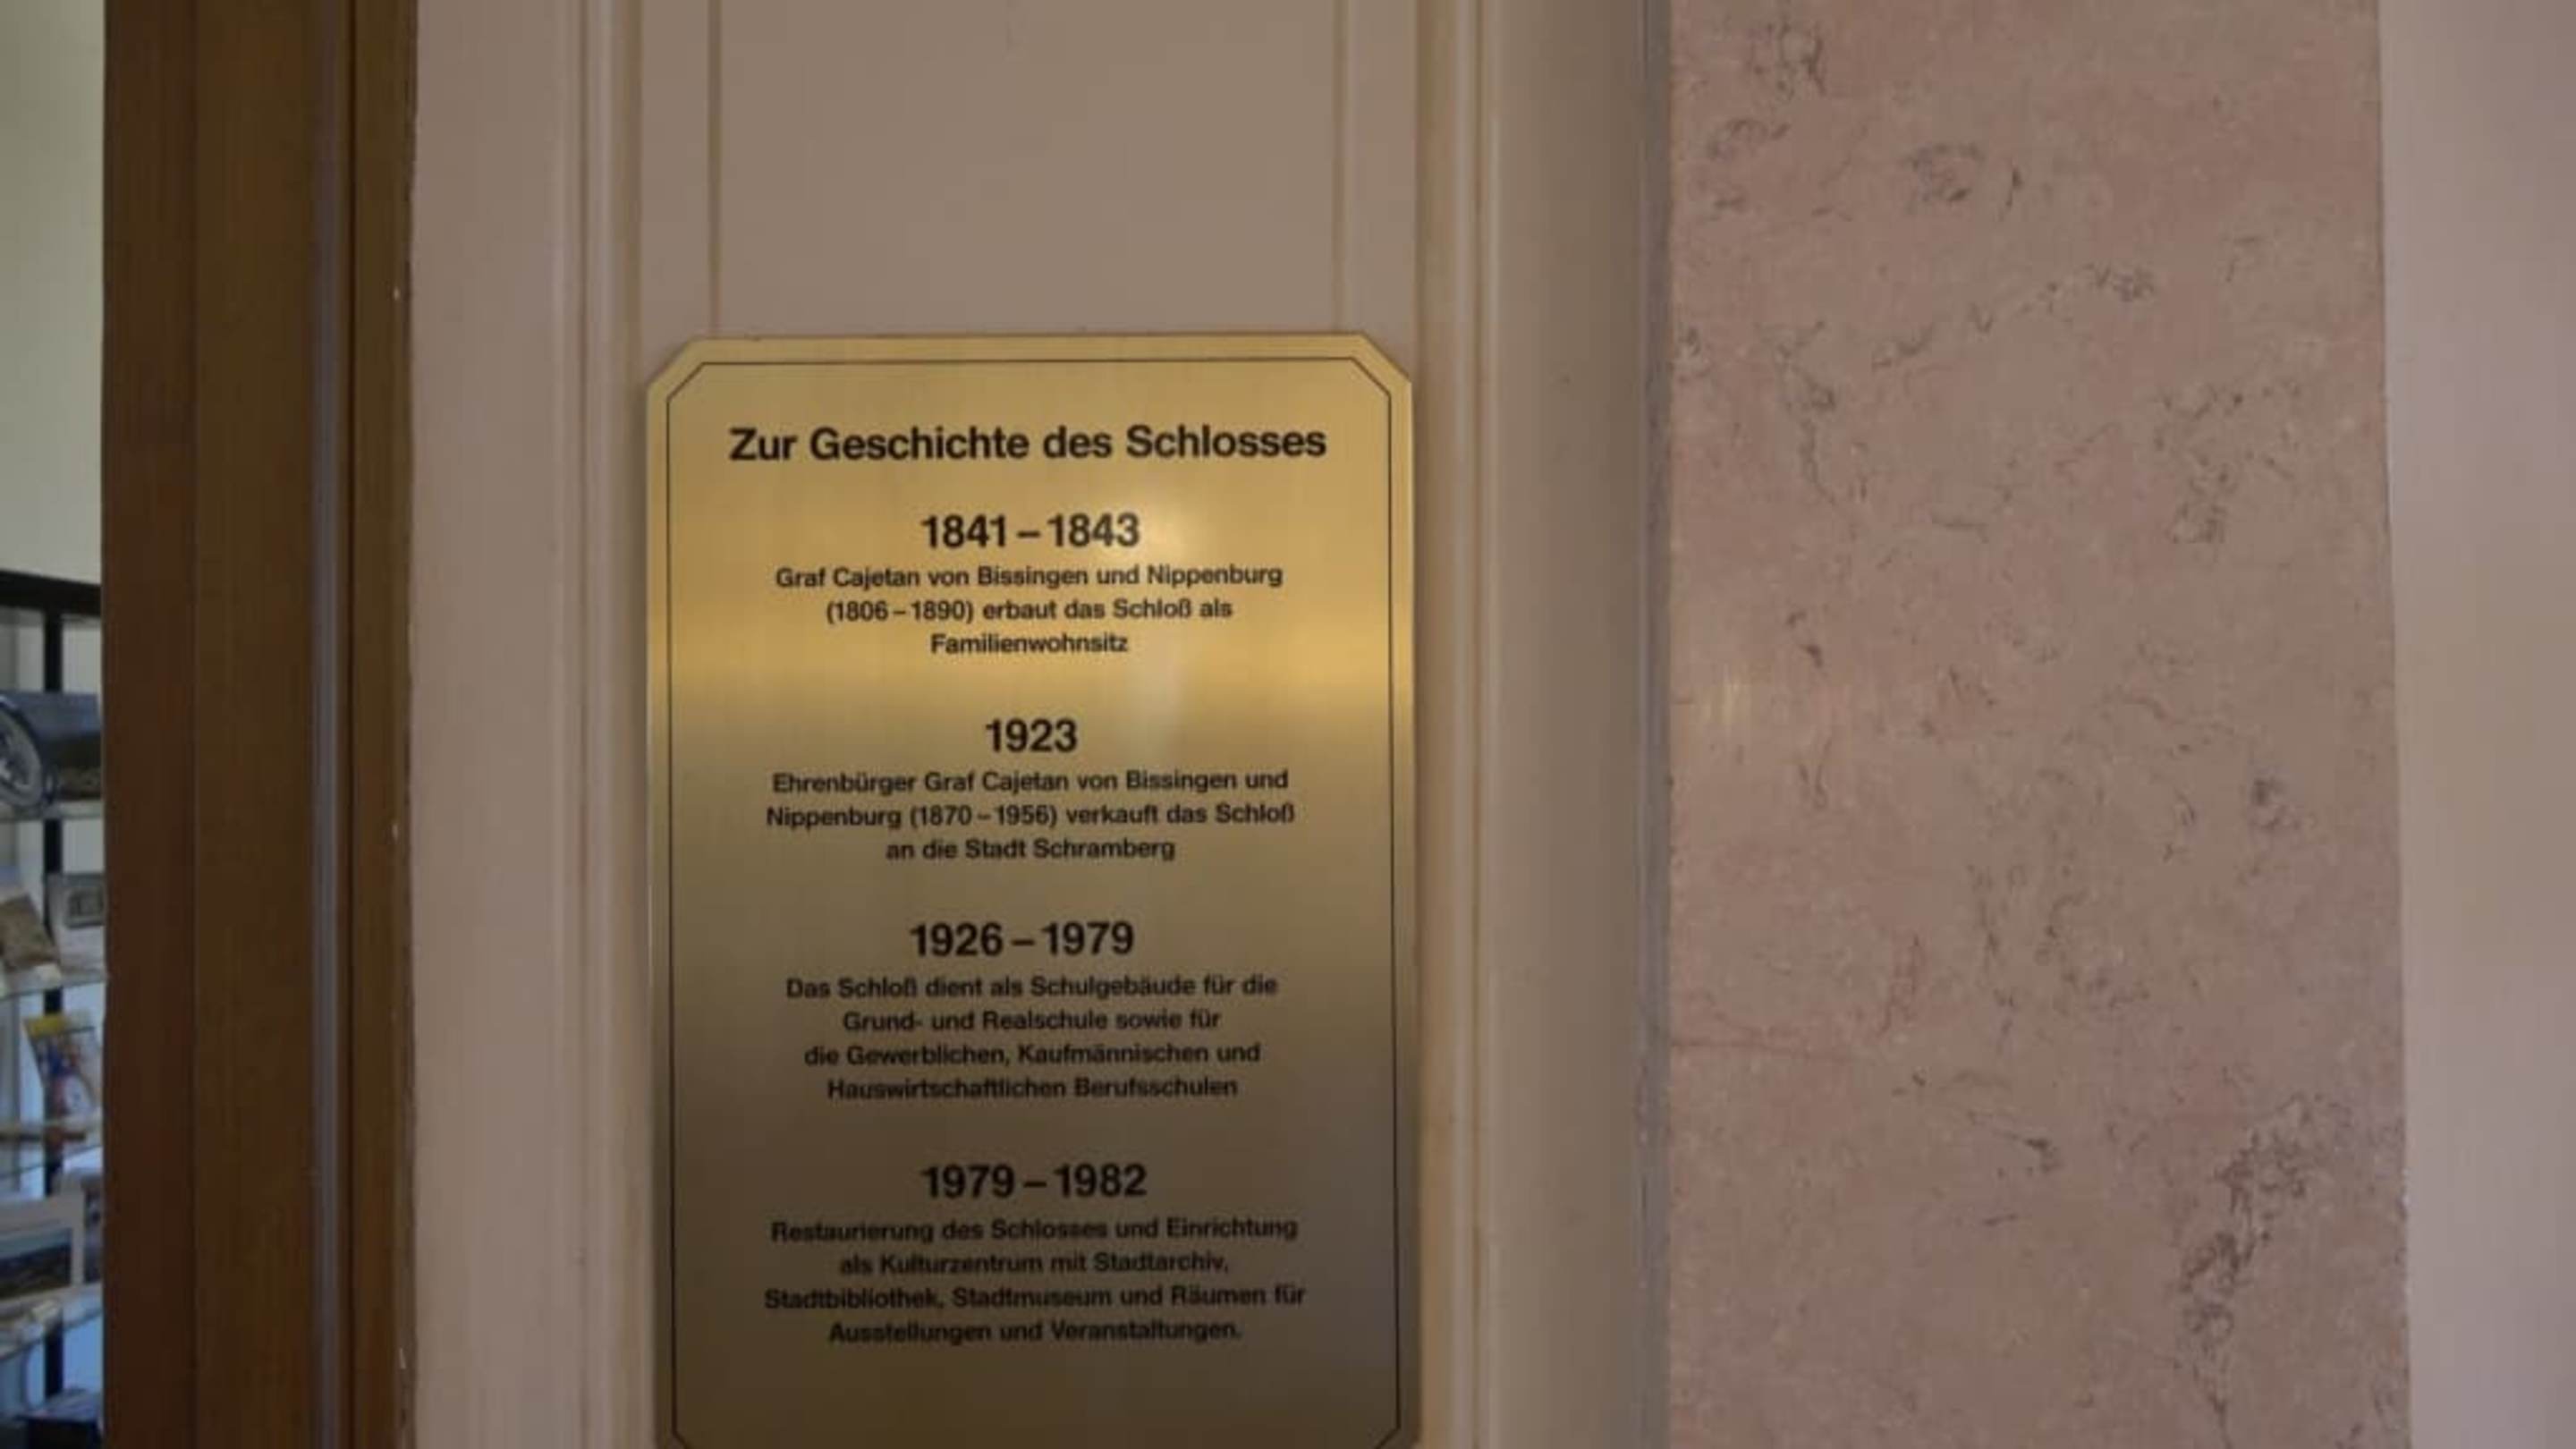 Zur Geschichte des Schlosses
1841 – 1843
Graf Cajetan von Bissingen und Nippenburg
(1806 – 1890) erbaut das Schloß als
Familienwohnsitz
1923
Ehrenbürger Graf Cajetan von Bissingen und
Nippenburg (1870 – 1956) verkauft das Schloß
an die Stadt Schramberg
1926 – 1979
Das Schloß dient als Schulgebäude für die
Grund- und Realschule sowie für
die Gewerblichen, Kaufmännischen und
Hauswirtschaftlichen Berufsschulen
1979 – 1982
Restaurierung des Schlosses und Einrichtung
als Kulturzentrum mit Stadtarchiv,
Stadtbibliothek, Stadtmuseum und Räumen für
Ausstellungen und Veranstaltungen.